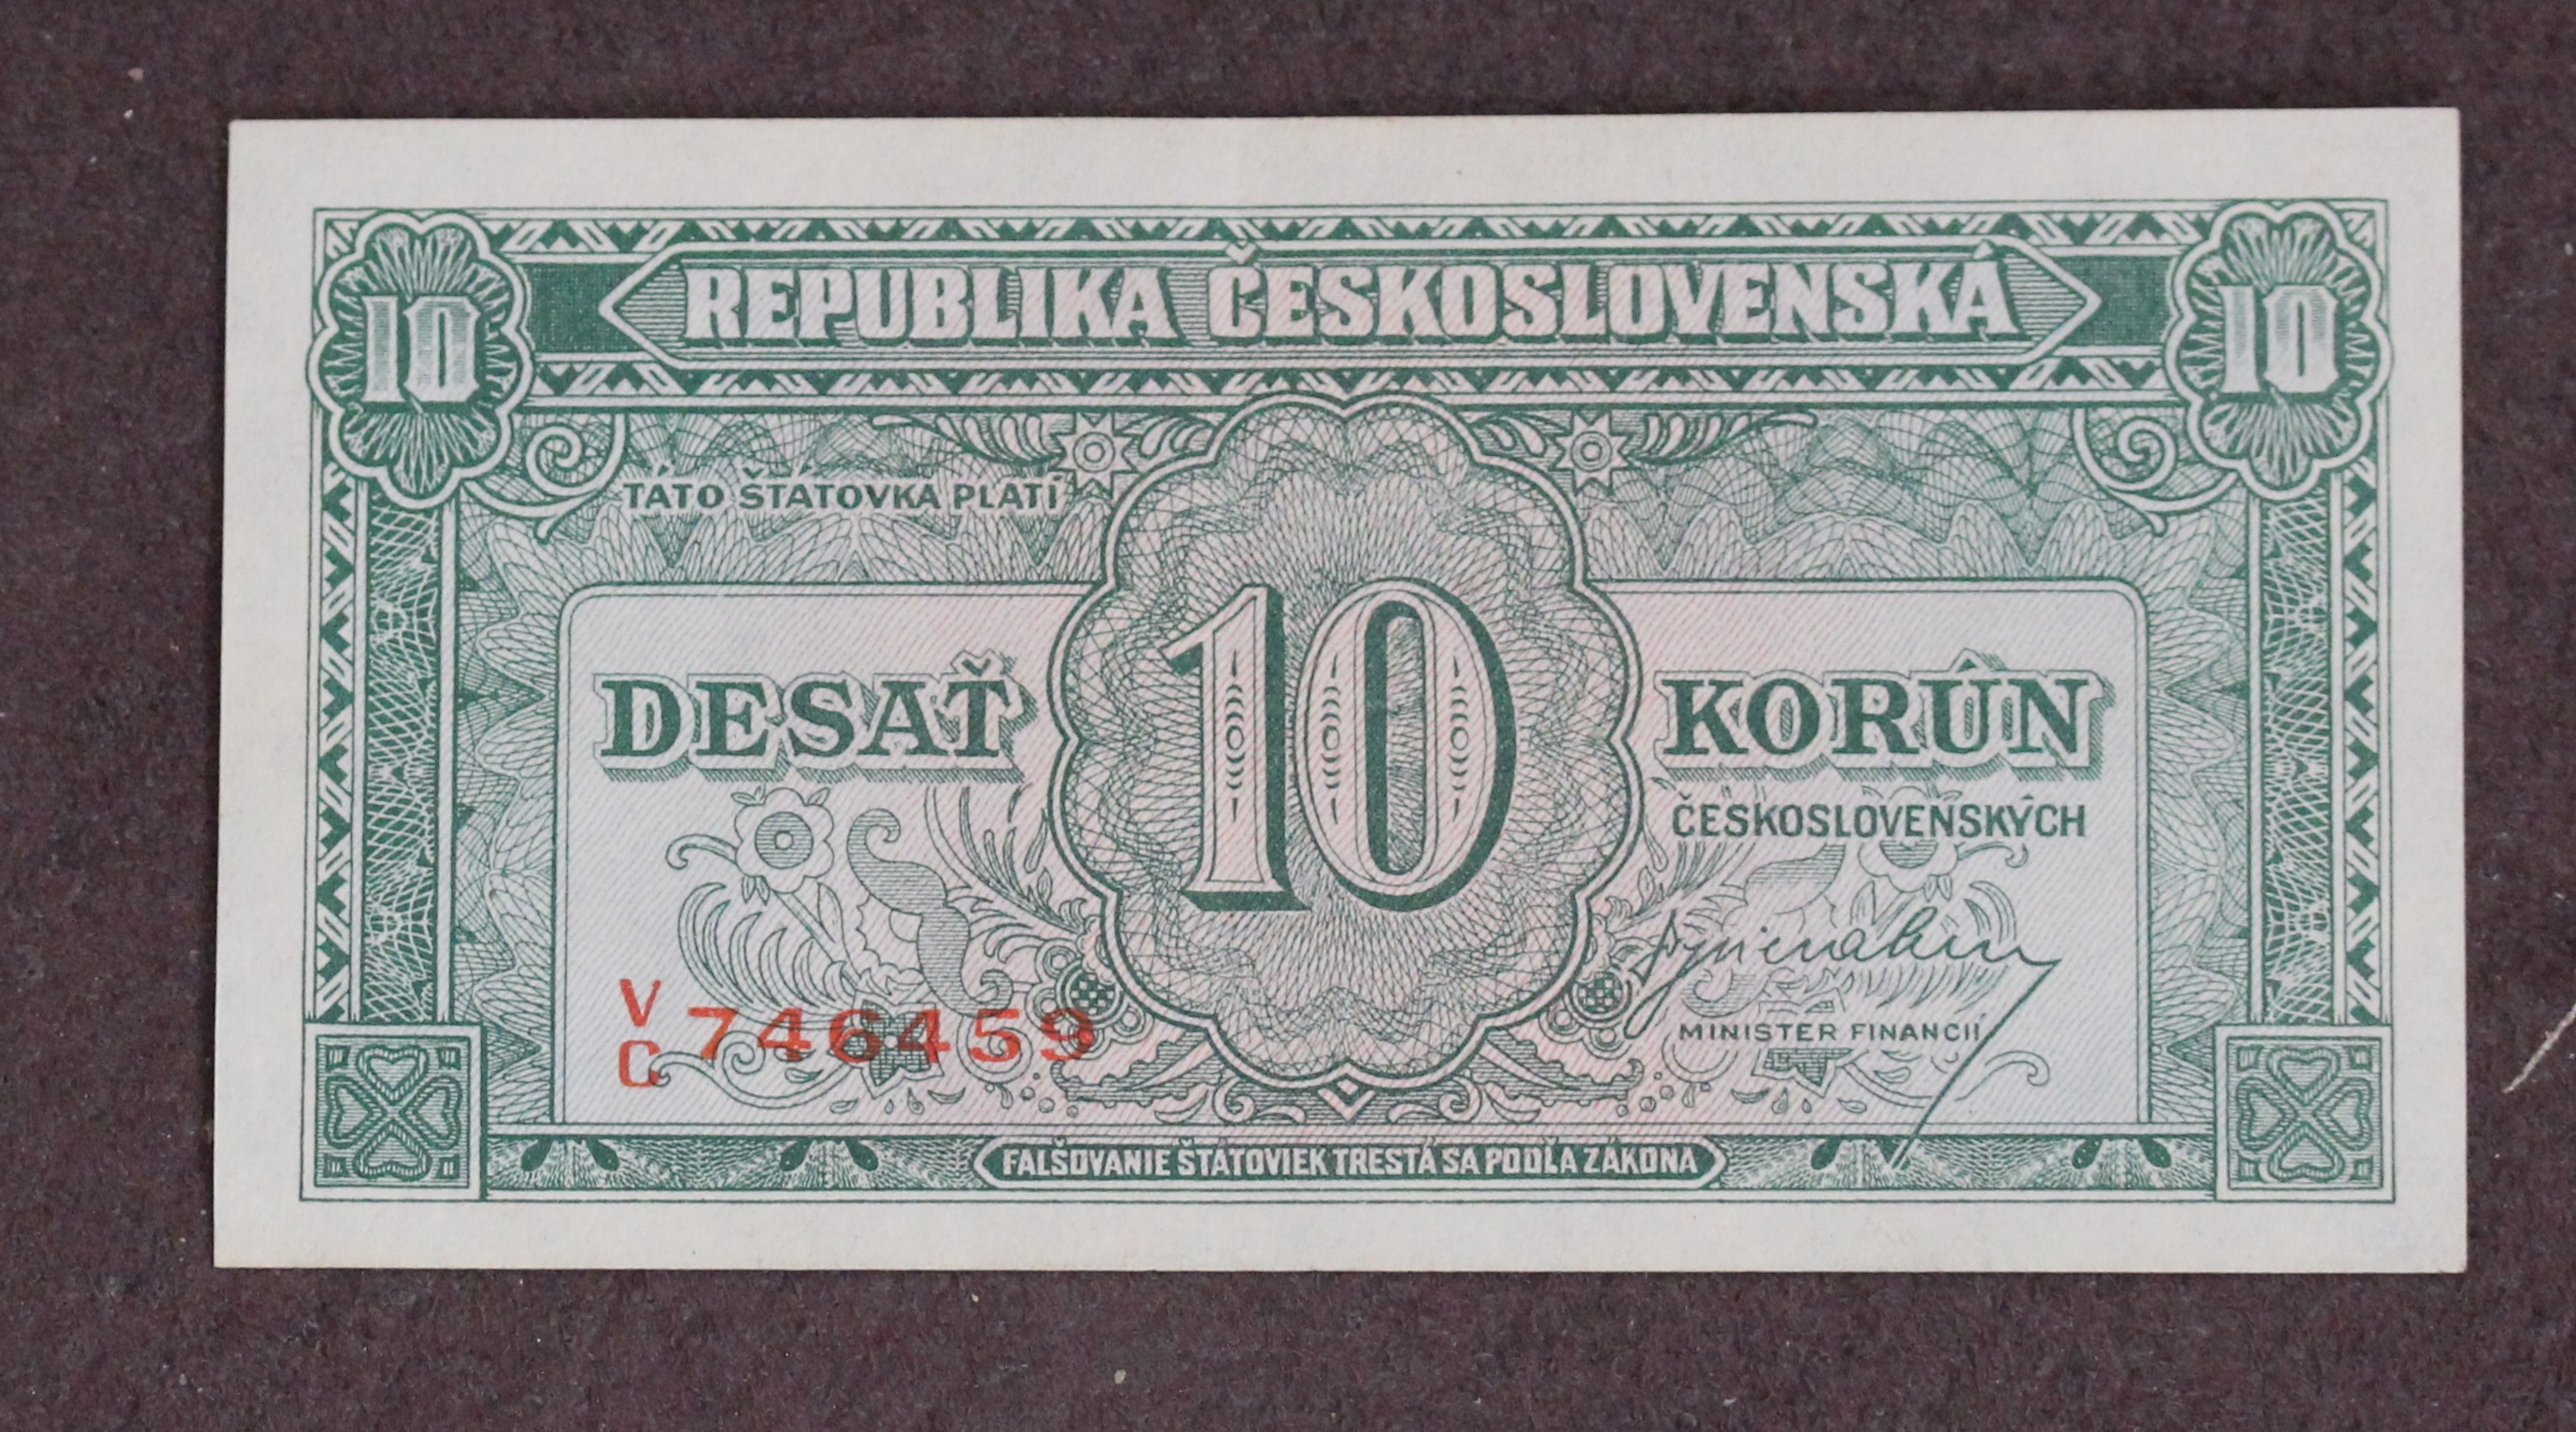 10 REPUBLIKA ČESKOSLOVENSKÁ 10
TÁTO ŠTÁTOVKA PLATÍ
DESAŤ 10 KORÚN
ČESKOSLOVENSKÝCH
V
C 746459
MINISTER FINANCIÍ
FALŠOVANIE ŠTÁTOVIEK TRESTÁ SA PODĽA ZÁKONA